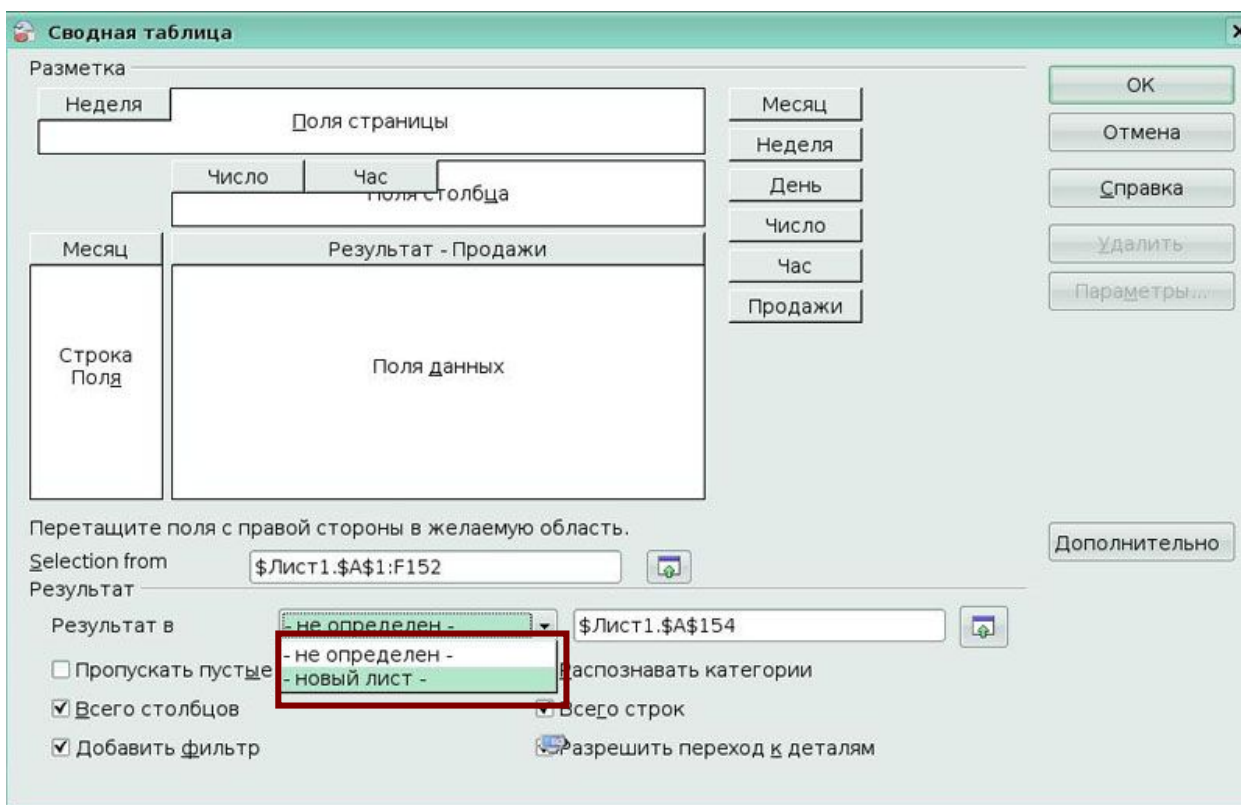 Сводная таблица
Разметка
Неделя
Поля страницы
Число
Час
Поля столбца
Месяц
Результат - Продажи
Строка
Поля
Поля данных
Месяц
Неделя
День
Число
Час
Продажи
OK
Отмена
Справка
Удалить
Параметры...
Дополнительно
Перетащите поля с правой стороны в желаемую область.
Selection from
$Лист1.$A$1:F152
Результат
Результат в
- не определен -
$Лист1.$A$154
- не определен -
- новый лист -
Пропускать пустые
Распознавать категории
Всего столбцов
Всего строк
Добавить фильтр
Разрешить переход к деталям